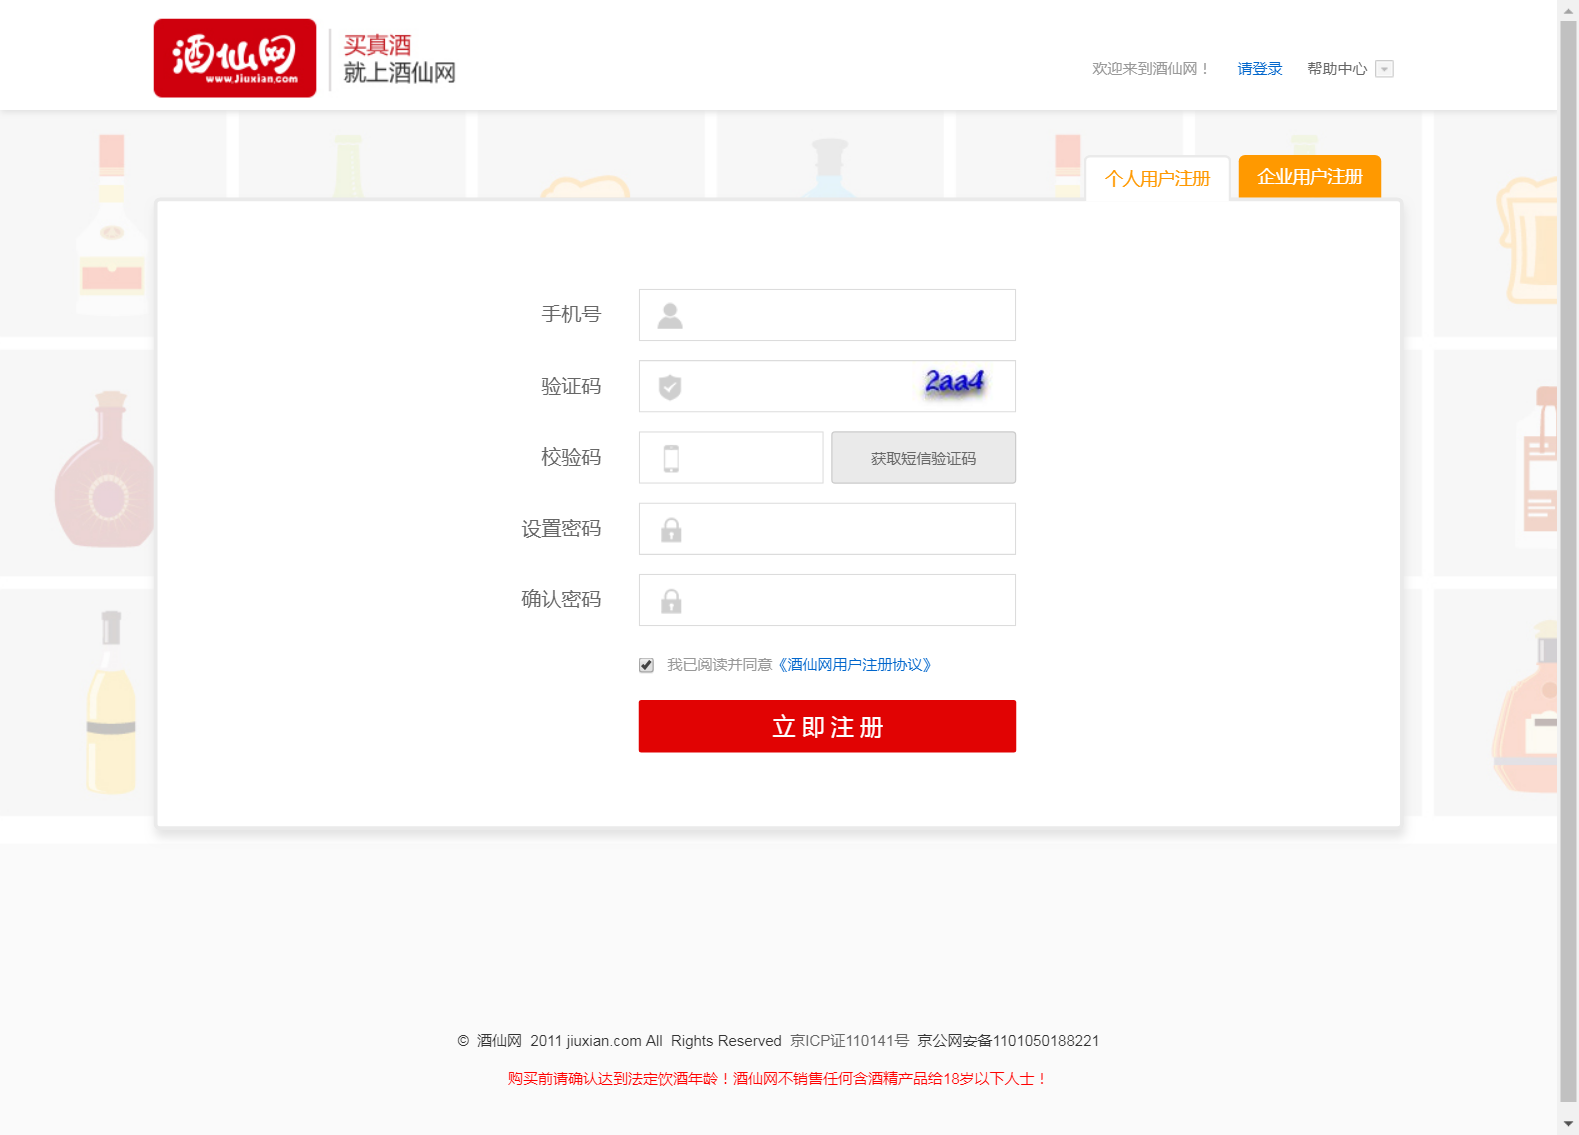 酒仙网
www.Jiuxian.com
买真酒
就上酒仙网
欢迎来到酒仙网！ 请登录 帮助中心
个人用户注册 企业用户注册
手机号
验证码 2aa4
校验码 获取短信验证码
设置密码
确认密码
我已阅读并同意《酒仙网用户注册协议》
立即注册
© 酒仙网 2011 jiuxian.com All Rights Reserved 京ICP证110141号 京公网安备1101050188221
购买前请确认达到法定饮酒年龄！酒仙网不销售任何含酒精产品给18岁以下人士！